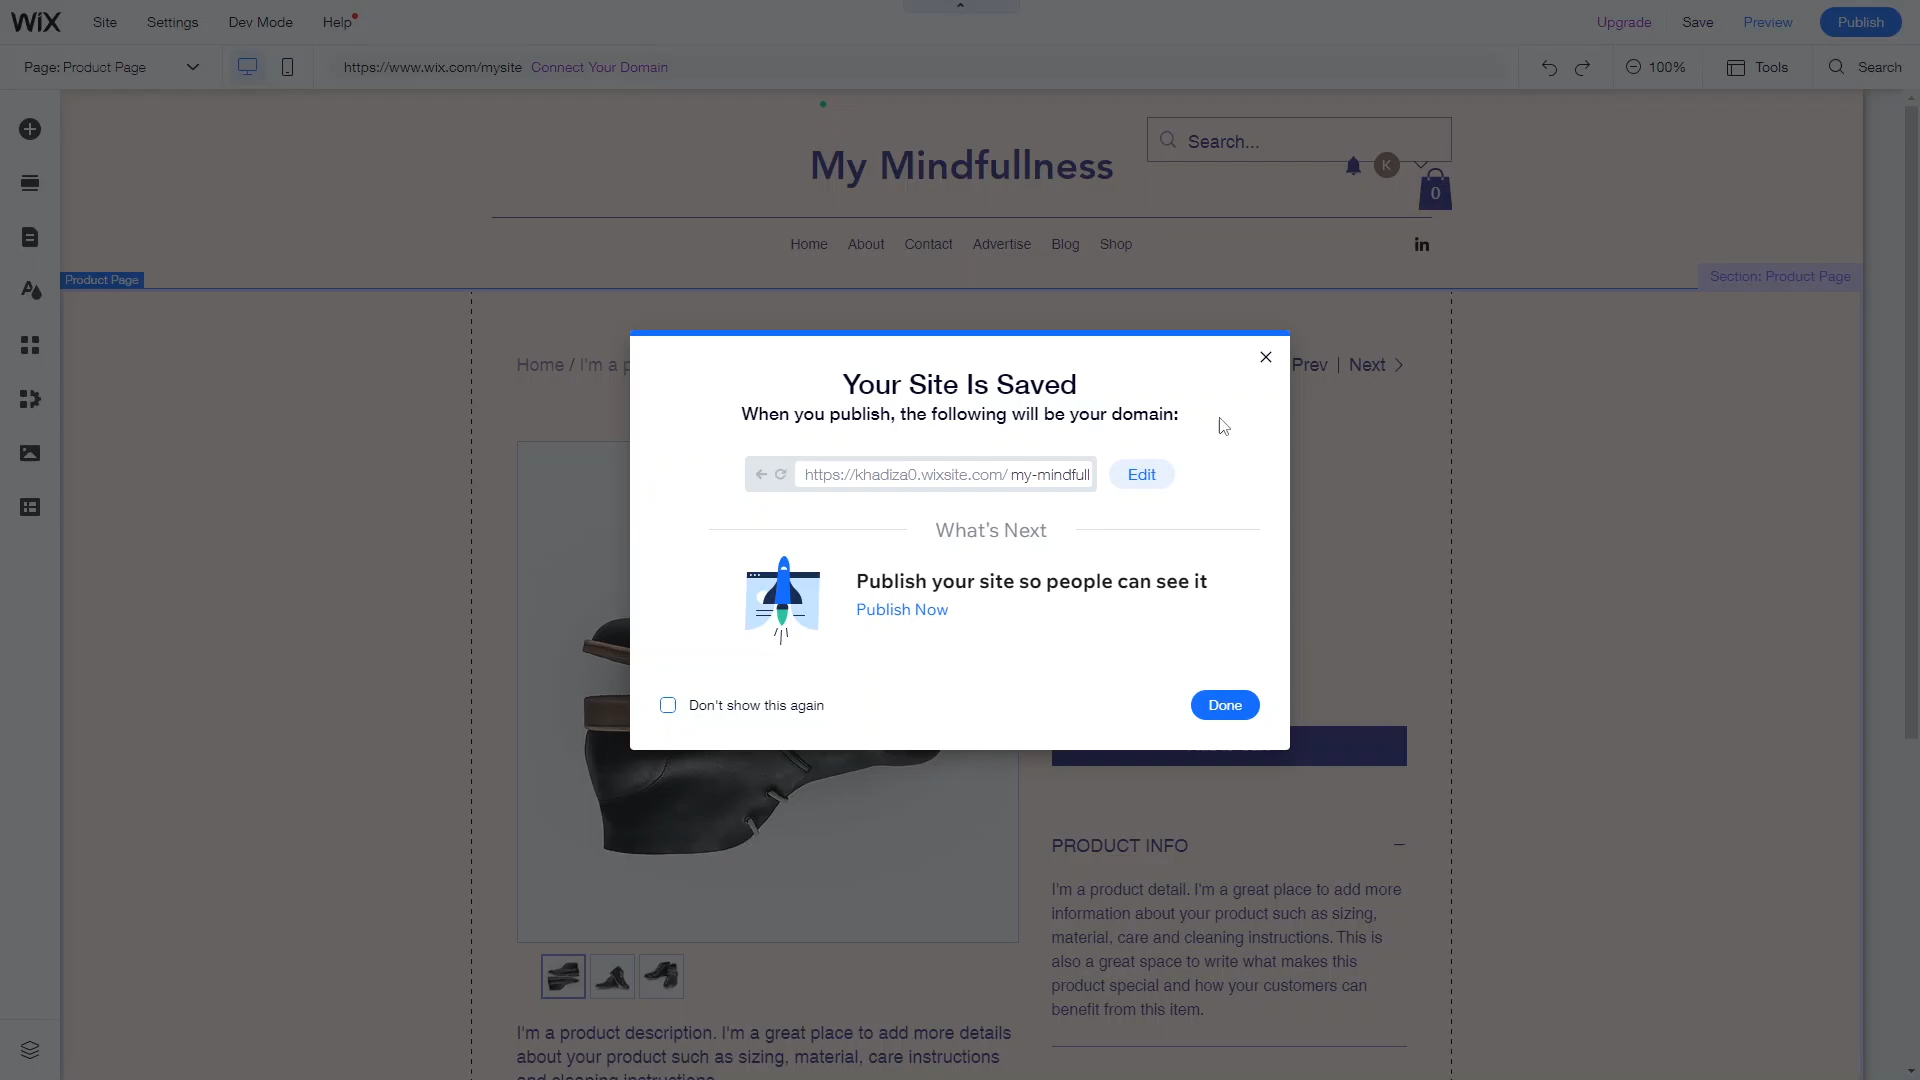 WiX Site Settings Dev Mode Help Upgrade Save Preview Publish
Page: Product Page https://www.wix.com/mysite Connect Your Domain 100% Tools Search
Search...
My Mindfullness
K
0
Home About Contact Advertise Blog Shop in
Product Page Section: Product Page
Home / I'm a p Prev | Next
Your Site Is Saved
When you publish, the following will be your domain:
https://khadiza0.wixsite.com/ my-mindfull Edit
What's Next
Publish your site so people can see it
Publish Now
Don't show this again Done
PRODUCT INFO
I'm a product detail. I'm a great place to add more
information about your product such as sizing,
material, care and cleaning instructions. This is
also a great space to write what makes this
product special and how your customers can
benefit from this item.
I'm a product description. I'm a great place to add more details
about your product such as sizing, material, care instructions
and cleaning instructions.